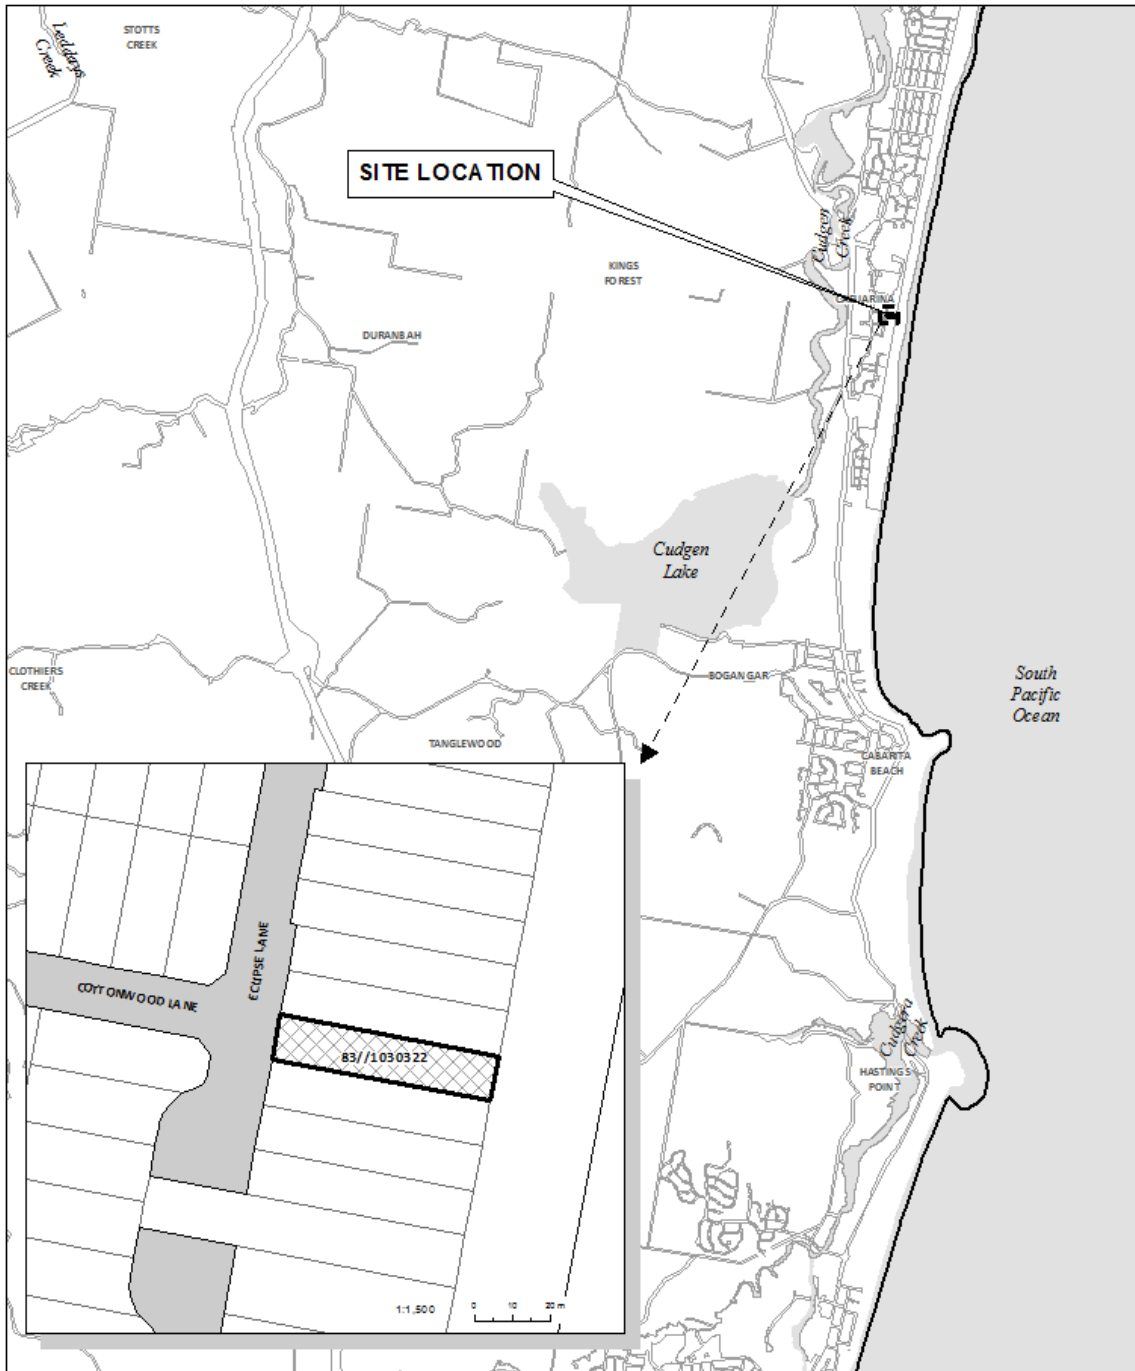 STOTTS
CREEK
Leddays
Creek
SITE LOCATION
Cudgen
Creek
KINGS
FOREST
CASUARINA
DURANBAH
Cudgen
Lake
CLOTHIERS
CREEK
BOGANGAR
South
Pacific
Ocean
TANGLEWOOD
CABARITA
BEACH
ECLIPSE LANE
COTTONWOOD LANE
83//1030322
Cudgera
Creek
HASTINGS
POINT
1:1,500
0 10 20 m